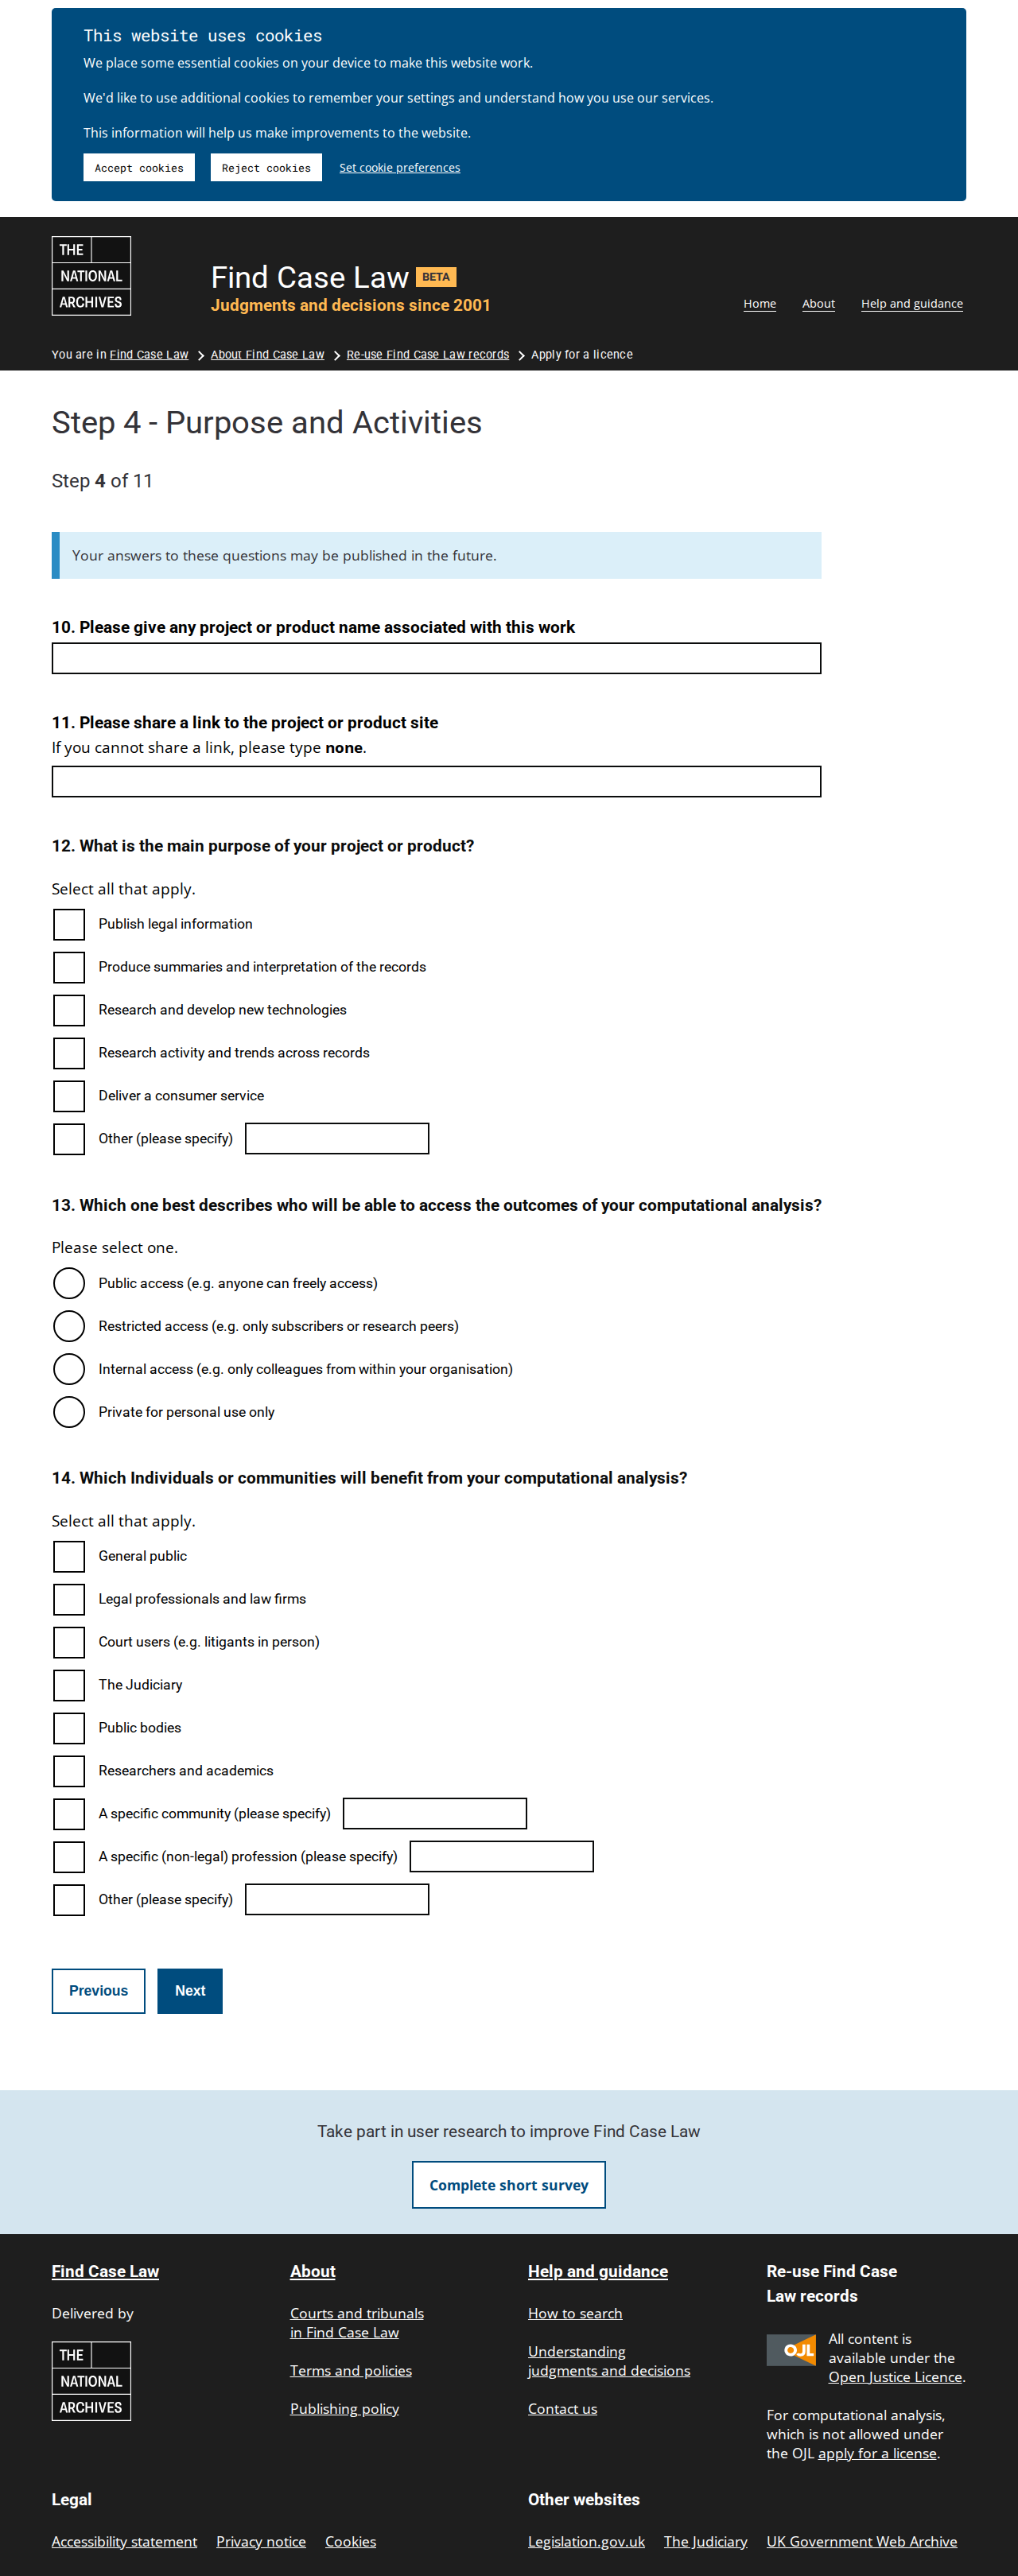 This website uses cookies
We place some essential cookies on your device to make this website work.
We'd like to use additional cookies to remember your settings and understand how you use our services.
This information will help us make improvements to the website.
Accept cookies Reject cookies Set cookie preferences
THE
NATIONAL
ARCHIVES
Find Case Law BETA
Judgments and decisions since 2001
Home About Help and guidance
You are in Find Case Law About Find Case Law Re-use Find Case Law records Apply for a licence
Step 4 - Purpose and Activities
Step 4 of 11
Your answers to these questions may be published in the future.
10. Please give any project or product name associated with this work
11. Please share a link to the project or product site
If you cannot share a link, please type none.
12. What is the main purpose of your project or product?
Select all that apply.
Publish legal information
Produce summaries and interpretation of the records
Research and develop new technologies
Research activity and trends across records
Deliver a consumer service
Other (please specify)
13. Which one best describes who will be able to access the outcomes of your computational analysis?
Please select one.
Public access (e.g. anyone can freely access)
Restricted access (e.g. only subscribers or research peers)
Internal access (e.g. only colleagues from within your organisation)
Private for personal use only
14. Which Individuals or communities will benefit from your computational analysis?
Select all that apply.
General public
Legal professionals and law firms
Court users (e.g. litigants in person)
The Judiciary
Public bodies
Researchers and academics
A specific community (please specify)
A specific (non-legal) profession (please specify)
Other (please specify)
Previous Next
Take part in user research to improve Find Case Law
Complete short survey
Find Case Law
Delivered by
THE
NATIONAL
ARCHIVES
About
Courts and tribunals
in Find Case Law
Terms and policies
Publishing policy
Help and guidance
How to search
Understanding
judgments and decisions
Contact us
Re-use Find Case
Law records
OJL
All content is
available under the
Open Justice Licence.
For computational analysis,
which is not allowed under
the OJL apply for a license.
Legal
Accessibility statement Privacy notice Cookies
Other websites
Legislation.gov.uk The Judiciary UK Government Web Archive